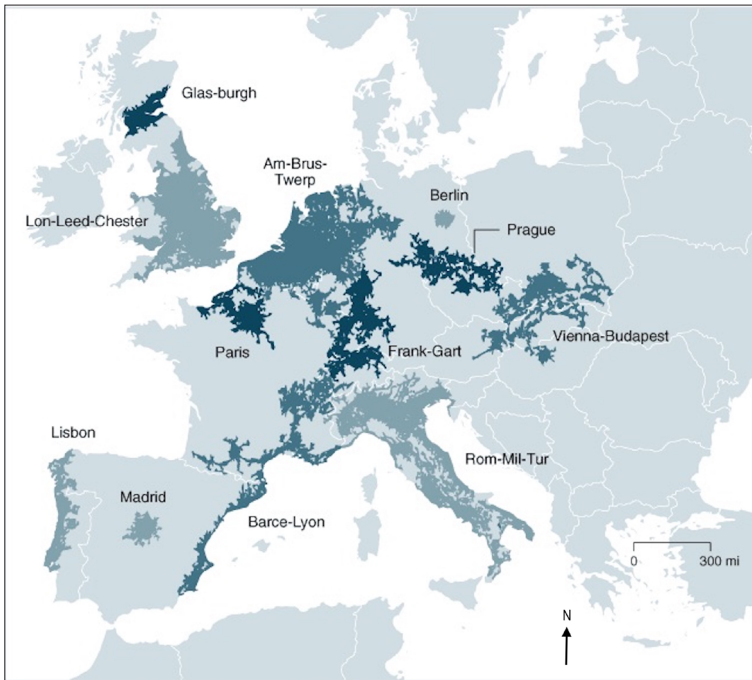 Glas-burgh
Am-Brus-
Twerp
Berlin
Lon-Leed-Chester
Prague
Paris
Frank-Gart
Vienna-Budapest
Lisbon
Rom-Mil-Tur
Madrid
Barce-Lyon
0 300 mi
N